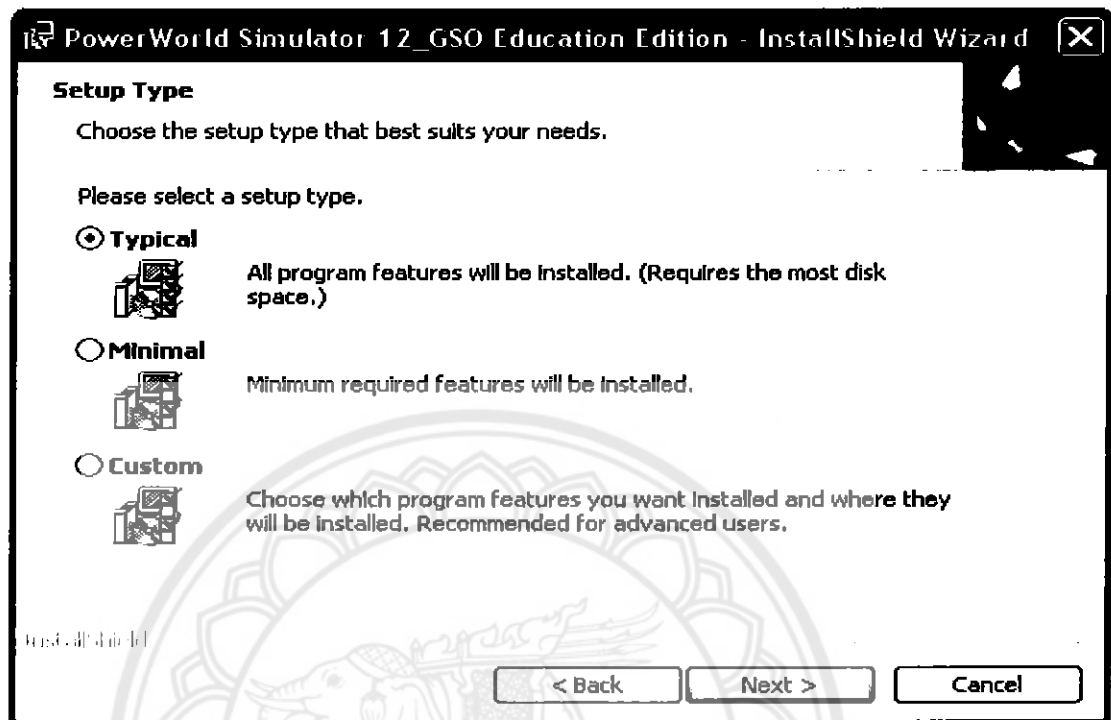 PowerWorld Simulator 12_GSO Education Edition - InstallShield Wizard
Setup Type
Choose the setup type that best suits your needs.
Please select a setup type.
Typical
All program features will be installed. (Requires the most disk
space.)
Minimal
Minimum required features will be installed.
Custom
Choose which program features you want installed and where they
will be installed. Recommended for advanced users.
InstallShield
< Back
Next >
Cancel